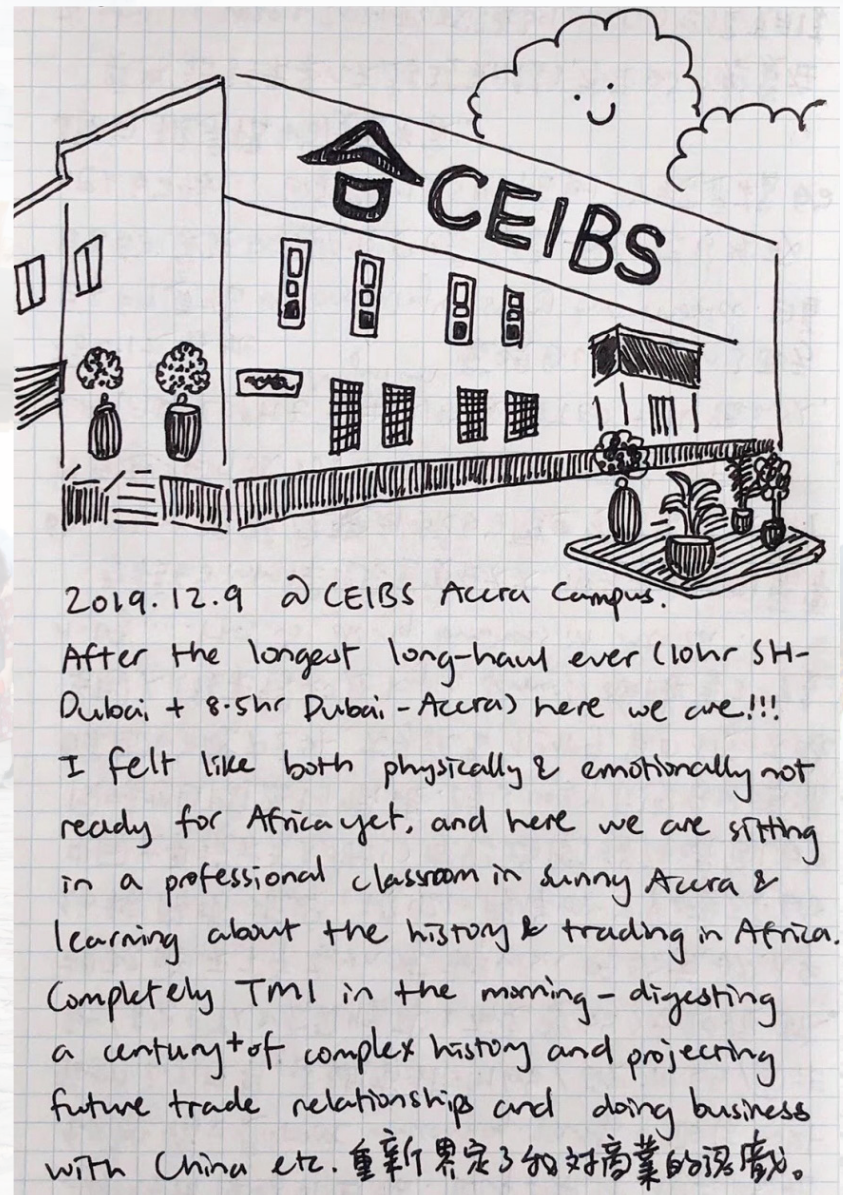 CEIBS
2019.12.9 @ CEIBS Accra Campus.
After the longest long-haul ever (10hr SH-
Dubai + 8.5hr Dubai-Accra) here we are!!!
I felt like both physically & emotionally not
ready for Africa yet, and here we are sitting
in a professional classroom in sunny Accra &
learning about the history & trading in Africa.
Completely TMI in the morning - digesting
a century+ of complex history and projecting
future trade relationships and doing business
with China etc. 重新界定了我对商業的認識。